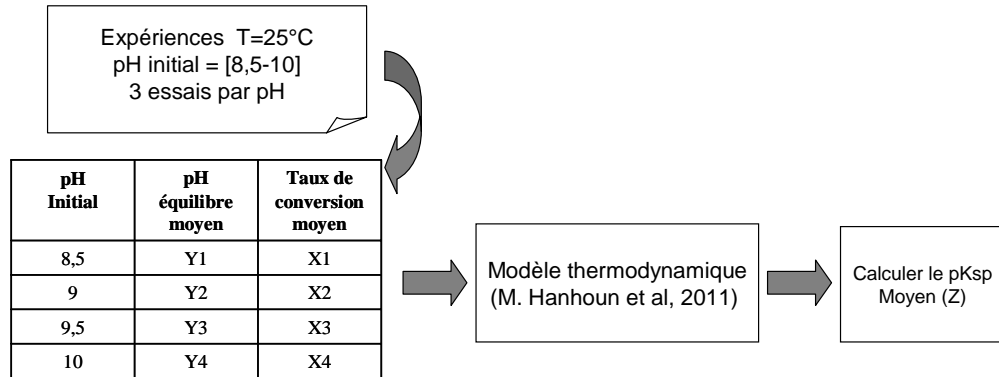 Expériences T=25°C
pH initial = [8,5-10]
3 essais par pH
pH Initial
pH équilibre moyen
Taux de conversion moyen
8,5 Y1 X1
9 Y2 X2
9,5 Y3 X3
10 Y4 X4
Modèle thermodynamique
(M. Hanhoun et al, 2011)
Calculer le pKsp
Moyen (Z)